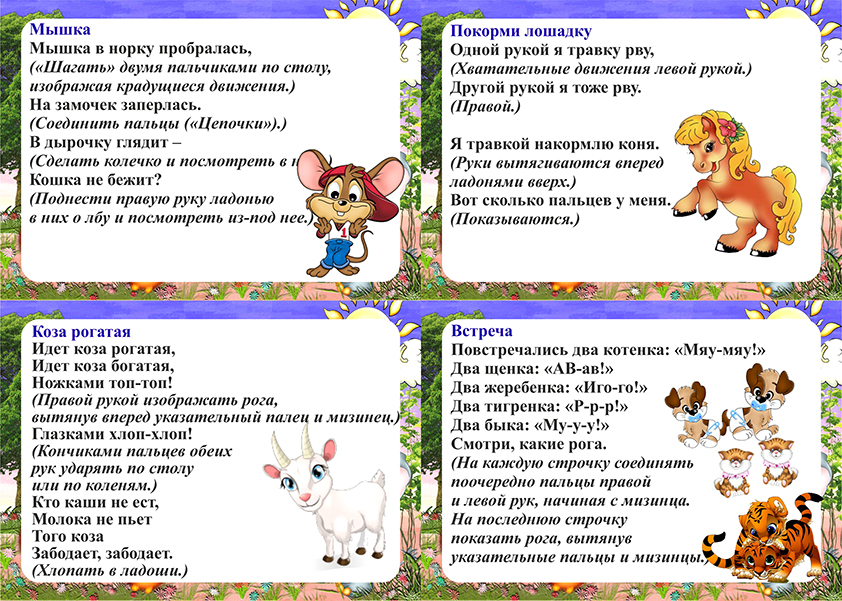 Мышка
Мышка в норку пробралась,
(«Шагать» двумя пальчиками по столу,
изображая крадущиеся движения.)
На замочек заперлась.
(Соединить пальцы («Цепочки»).)
В дырочку глядит –
(Сделать колечко и посмотреть в н
Кошка не бежит?
(Поднести правую руку ладонью
в них о лбу и посмотреть из-под нее.)
1
Покорми лошадку
Одной рукой я травку рву,
(Хватательные движения левой рукой.)
Другой рукой я тоже рву.
(Правой.)
Я травкой накормлю коня.
(Руки вытягиваются вперед
ладонями вверх.)
Вот сколько пальцев у меня.
(Показываются.)
Коза рогатая
Идет коза рогатая,
Идет коза богатая,
Ножками топ-топ!
(Правой рукой изображать рога,
вытянув вперед указательный палец и мизинец.)
Глазками хлоп-хлоп!
(Кончиками пальцев обеих
рук ударять по столу
или по коленям.)
Кто каши не ест,
Молока не пьет
Того коза
Забодает, забодает.
(Хлопать в ладоши.)
Встреча
Повстречались два котенка: «Мяу-мяу!»
Два щенка: «АВ-ав!»
Два жеребенка: «Иго-го!»
Два тигренка: «Р-р-р!»
Два быка: «Му-у-у!»
Смотри, какие рога.
(На каждую строчку соединять
поочередно пальцы правой
и левой рук, начиная с мизинца.
На последнюю строчку
показать рога, вытянув
указательные пальцы и мизинцы.)